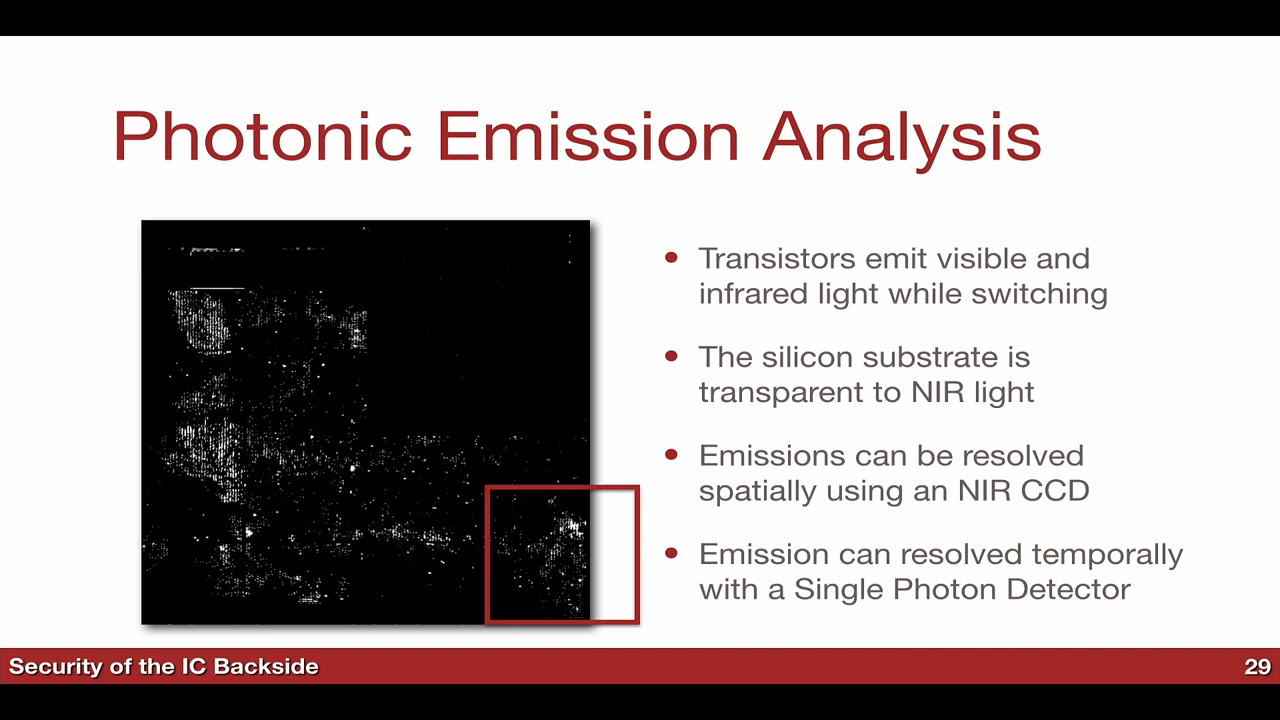 Photonic Emission Analysis
• Transistors emit visible and
infrared light while switching
• The silicon substrate is
transparent to NIR light
• Emissions can be resolved
spatially using an NIR CCD
• Emission can resolved temporally
with a Single Photon Detector
Security of the IC Backside
29